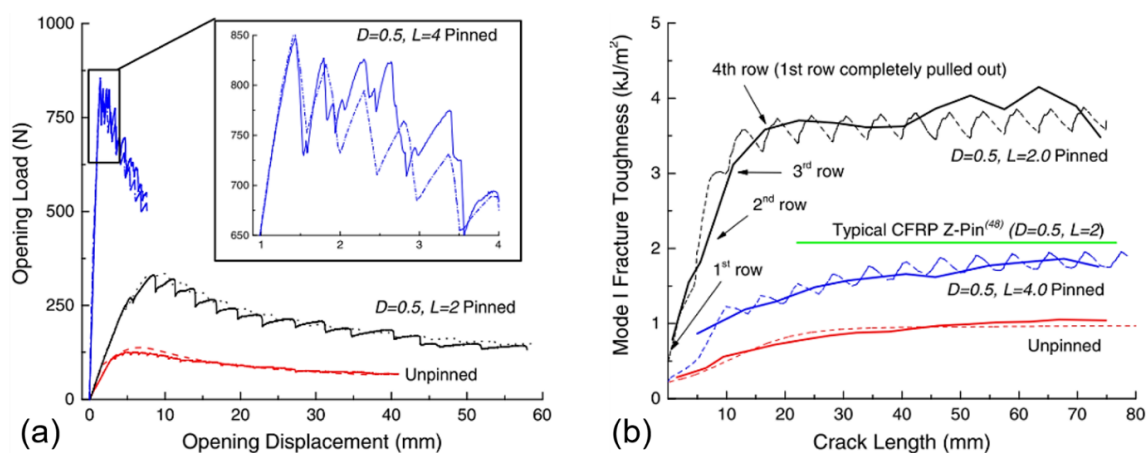 1000
750
500
250
0
Opening Load (N)
0
10
20
30
40
50
60
Opening Displacement (mm)
850
800
750
700
650
1
2
3
4
D=0.5, L=4 Pinned
D=0.5, L=2 Pinned
Unpinned
(a)
5
4
3
2
1
0
Mode I Fracture Toughness (kJ/m²)
0
10
20
30
40
50
60
70
80
Crack Length (mm)
4th row (1st row completely pulled out)
3rd row
2nd row
1st row
D=0.5, L=2.0 Pinned
Typical CFRP Z-Pin(48) (D=0.5, L=2)
D=0.5, L=4.0 Pinned
Unpinned
(b)